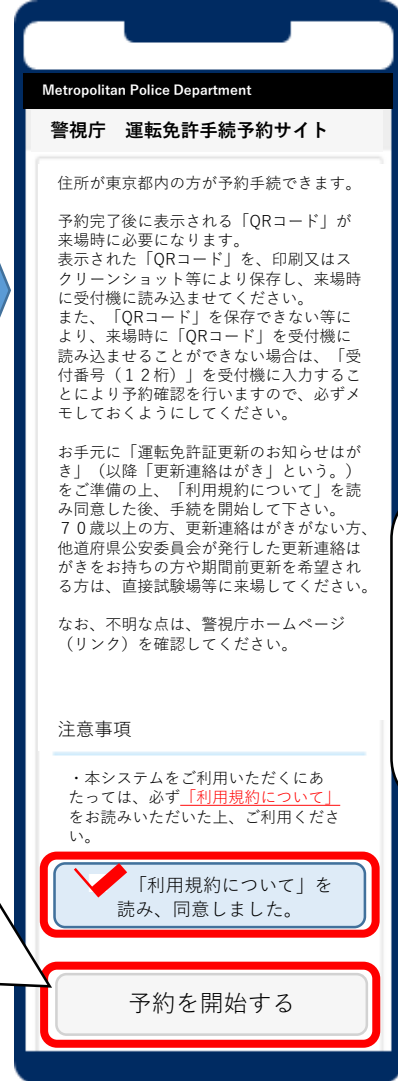 Metropolitan Police Department
警視庁　運転免許手続予約サイト
住所が東京都内の方が予約手続できます。
予約完了後に表示される「QRコード」が
来場時に必要になります。
表示された「QRコード」を、印刷又はス
クリーンショット等により保存し、来場時
に受付機に読み込ませてください。
また、「QRコード」を保存できない等に
より、来場時に「QRコード」を受付機に
読み込ませることができない場合は、「受
付番号（１２桁）」を受付機に入力するこ
とにより予約確認を行いますので、必ずメ
モしておくようにしてください。
お手元に「運転免許証更新のお知らせはが
き」（以降「更新連絡はがき」という。）
をご準備の上、「利用規約について」を読
み同意した後、手続を開始して下さい。
７０歳以上の方、更新連絡はがきがない方、
他道府県公安委員会が発行した更新連絡は
がきをお持ちの方や期間前更新を希望され
る方は、直接試験場等に来場してください。
なお、不明な点は、警視庁ホームページ
（リンク）を確認してください。
注意事項
・本システムをご利用いただくにあ
たっては、必ず「利用規約について」
をお読みいただいた上、ご利用くださ
い。
「利用規約について」を
読み、同意しました。
予約を開始する